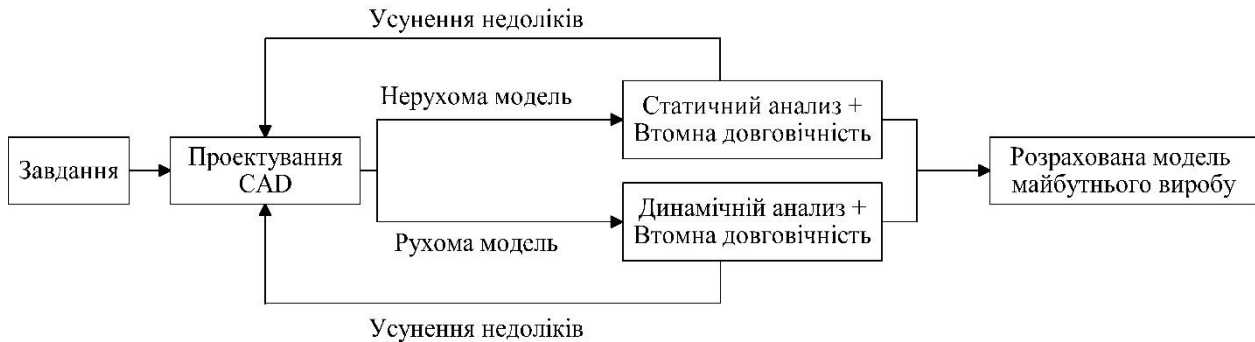 Усунення недоліків
Нерухома модель
Статичний анализ +
Втомна довговічність
Завдання
Проектування
CAD
Розрахована модель
майбутнього виробу
Динамічній анализ +
Втомна довговічність
Рухома модель
Усунення недоліків